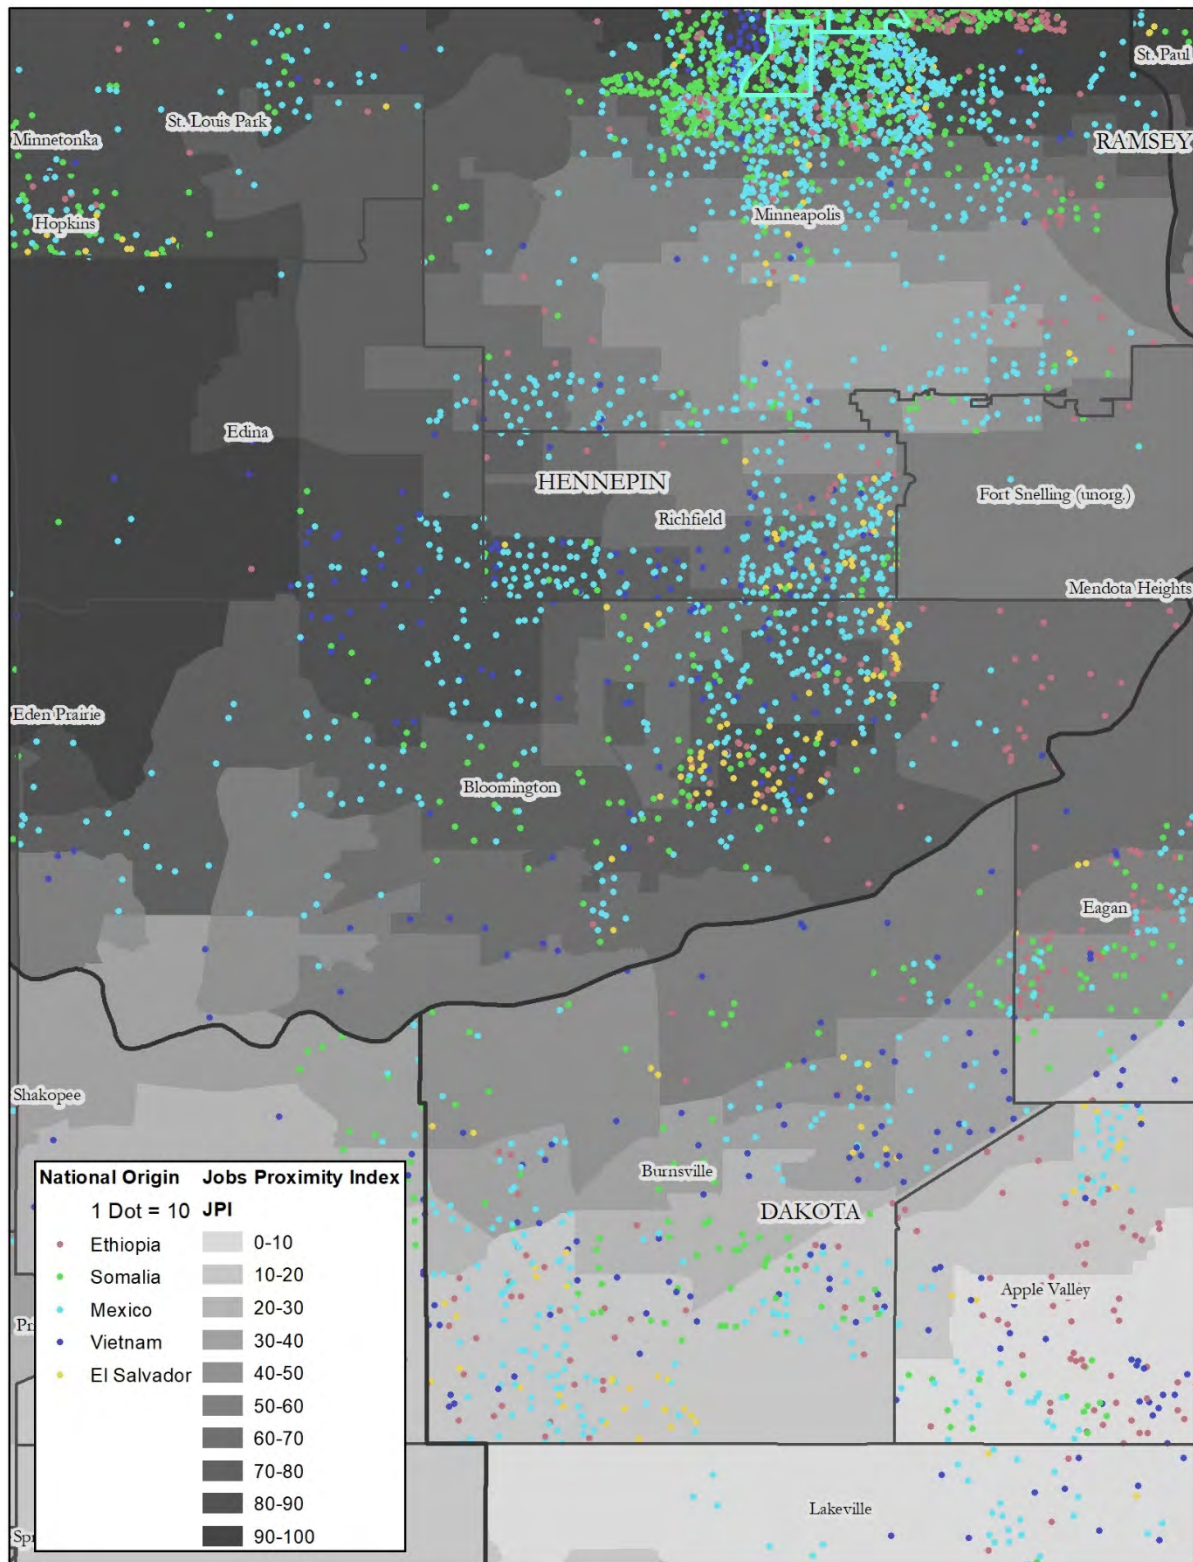 St. Paul
St. Louis Park
Minnetonka
RAMSEY
Hopkins
Minneapolis
Edina
HENNEPIN
Fort Snelling (unorg.)
Richfield
Mendota Heights
Eden Prairie
Bloomington
Eagan
Shakopee
Burnsville
DAKOTA
Apple Valley
Lakeville
Pr
Spr
National Origin Jobs Proximity Index
1 Dot = 10 JPI
Ethiopia 0-10
Somalia 10-20
Mexico 20-30
Vietnam 30-40
El Salvador 40-50
50-60
60-70
70-80
80-90
90-100